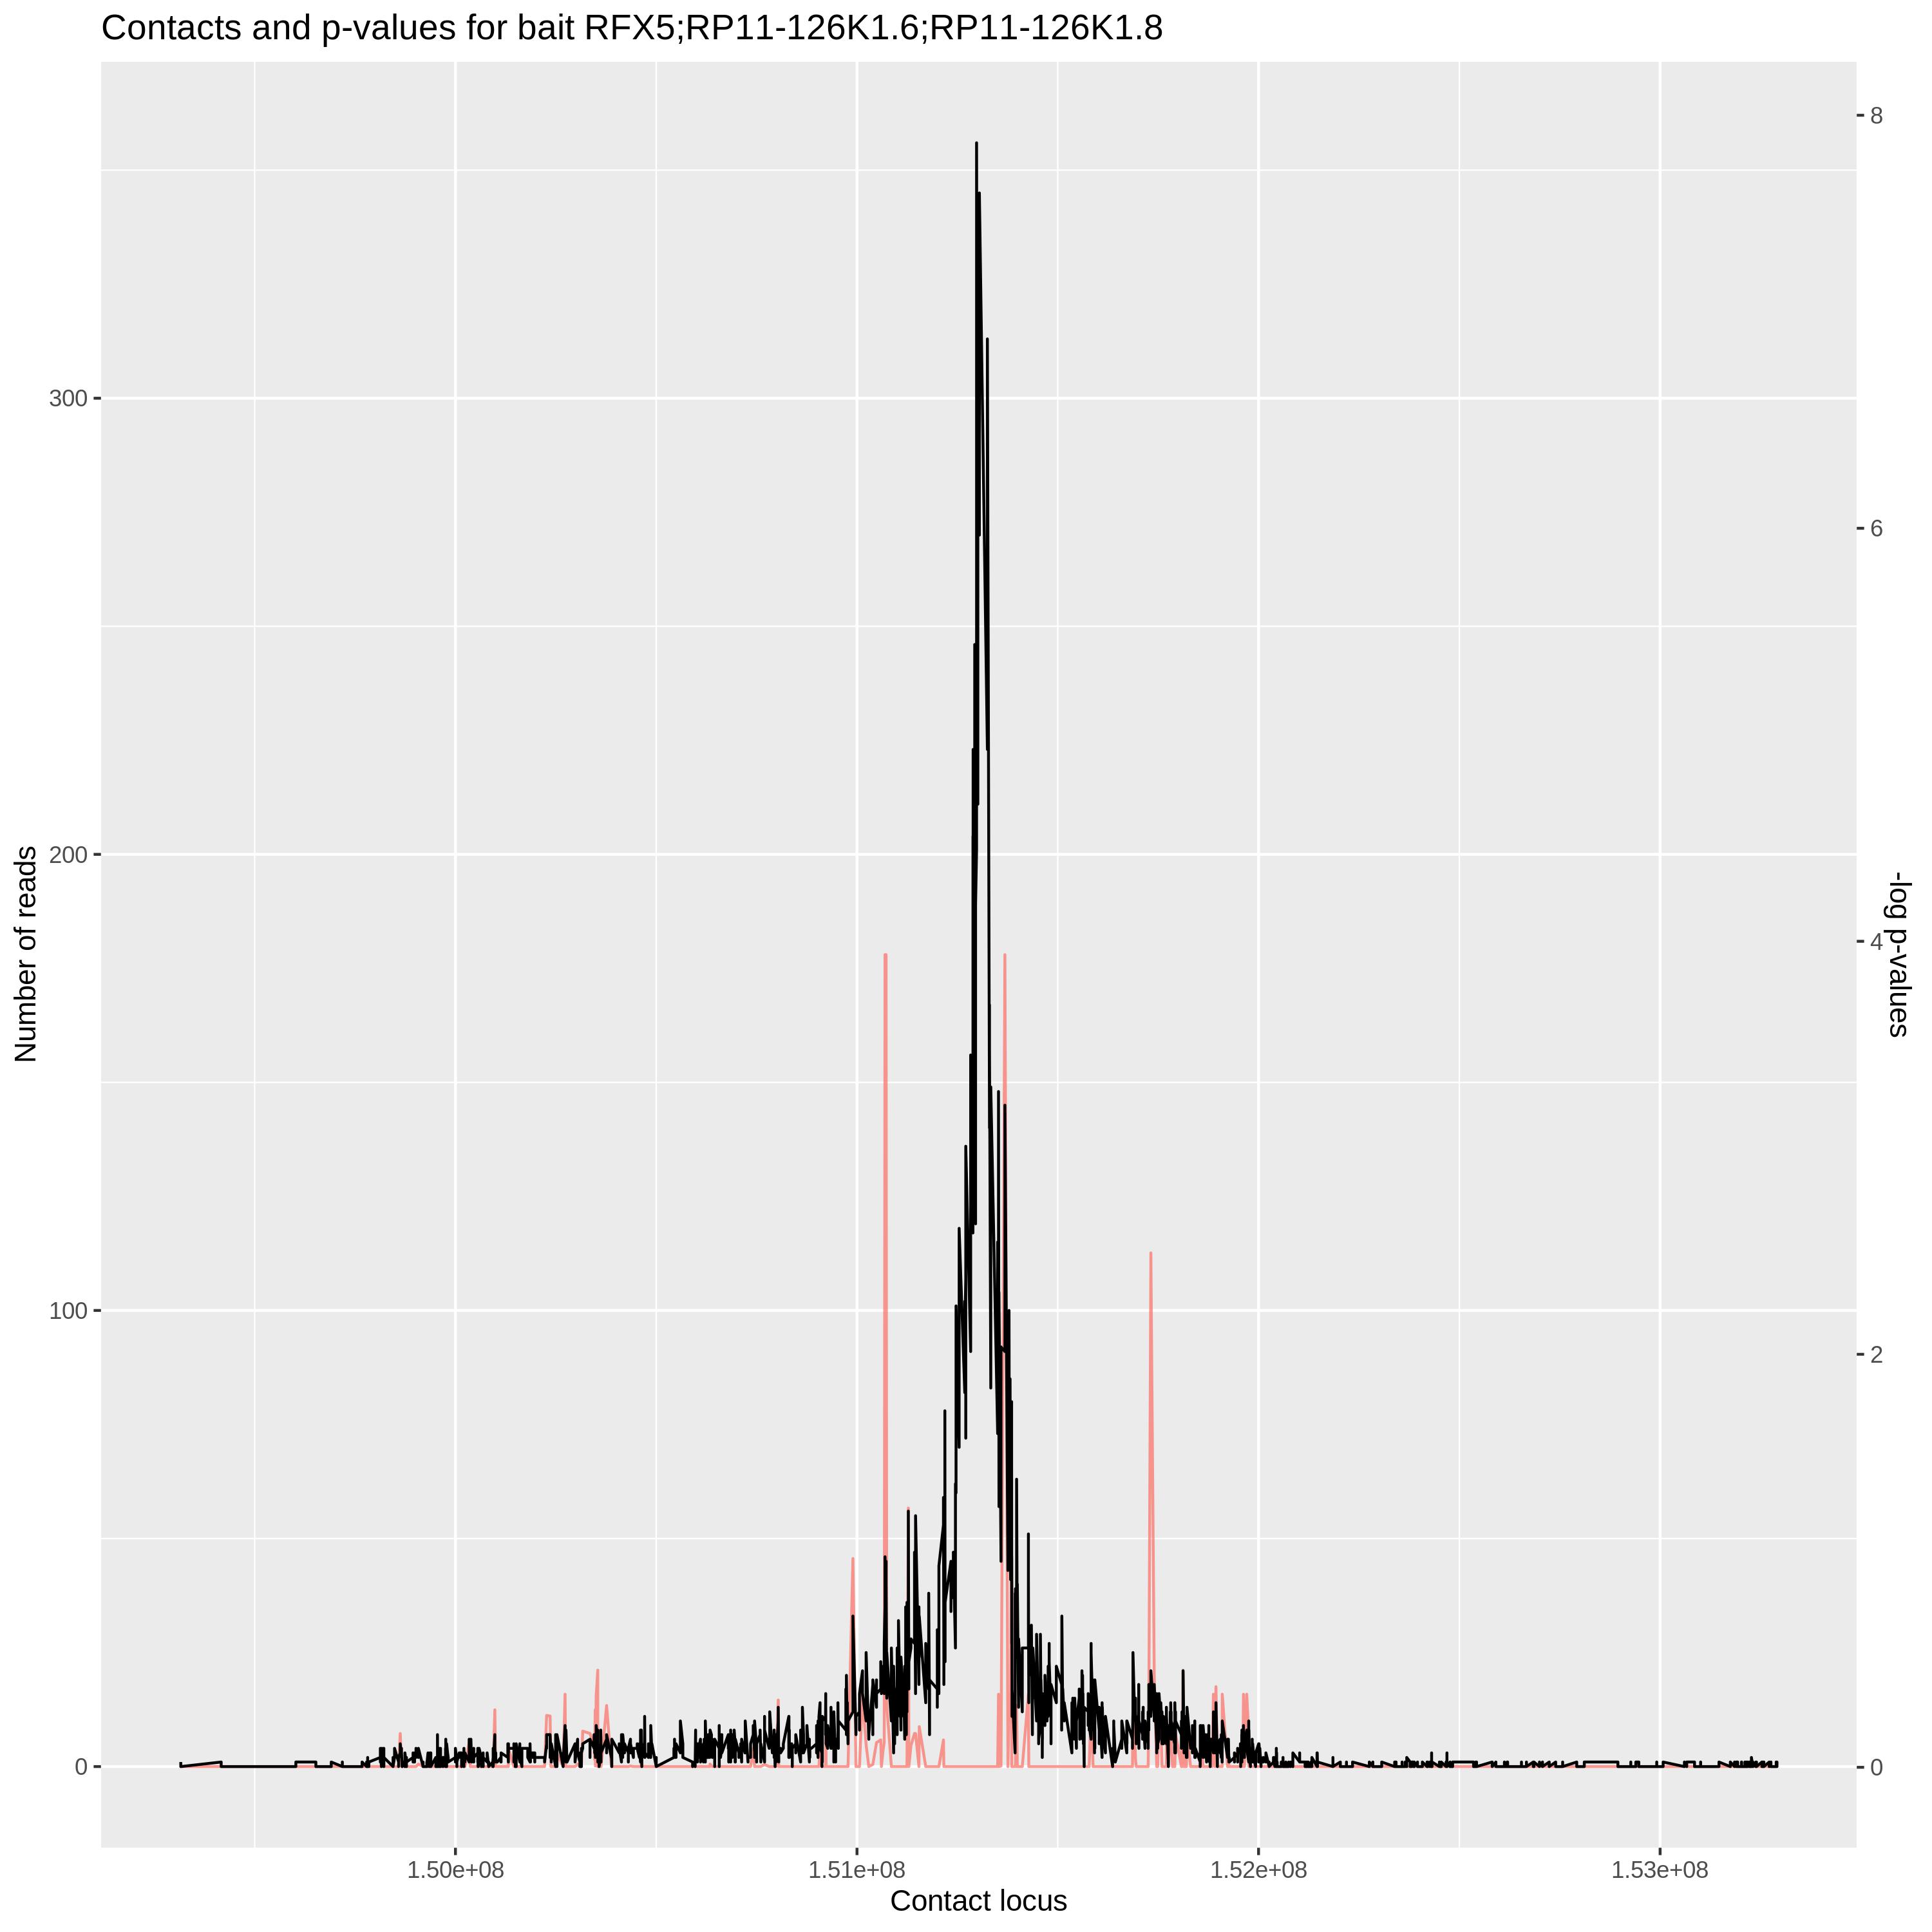 Contacts and p-values for bait RFX5;RP11-126K1.6;RP11-126K1.8
Number of reads
300
200
100
0
8
6
4
2
0
-log p-values
1.50e+08
1.51e+08
1.52e+08
1.53e+08
Contact locus